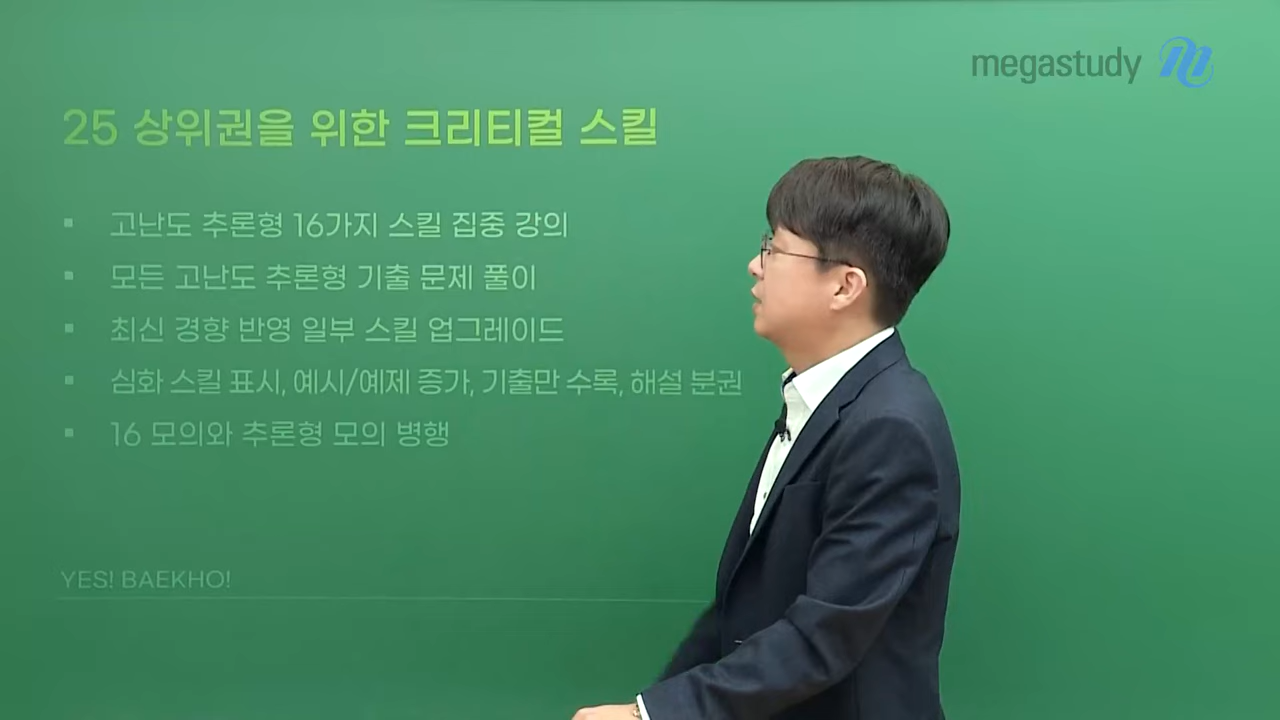 megastudy
25 상위권을 위한 크리티컬 스킬
▪ 고난도 추론형 16가지 스킬 집중 강의
▪ 모든 고난도 추론형 기출 문제 풀이
▪ 최신 경향 반영 일부 스킬 업그레이드
▪ 심화 스킬 표시, 예시/예제 증가, 기출만 수록, 해설 분권
▪ 16 모의와 추론형 모의 병행
YES! BAEKHO!